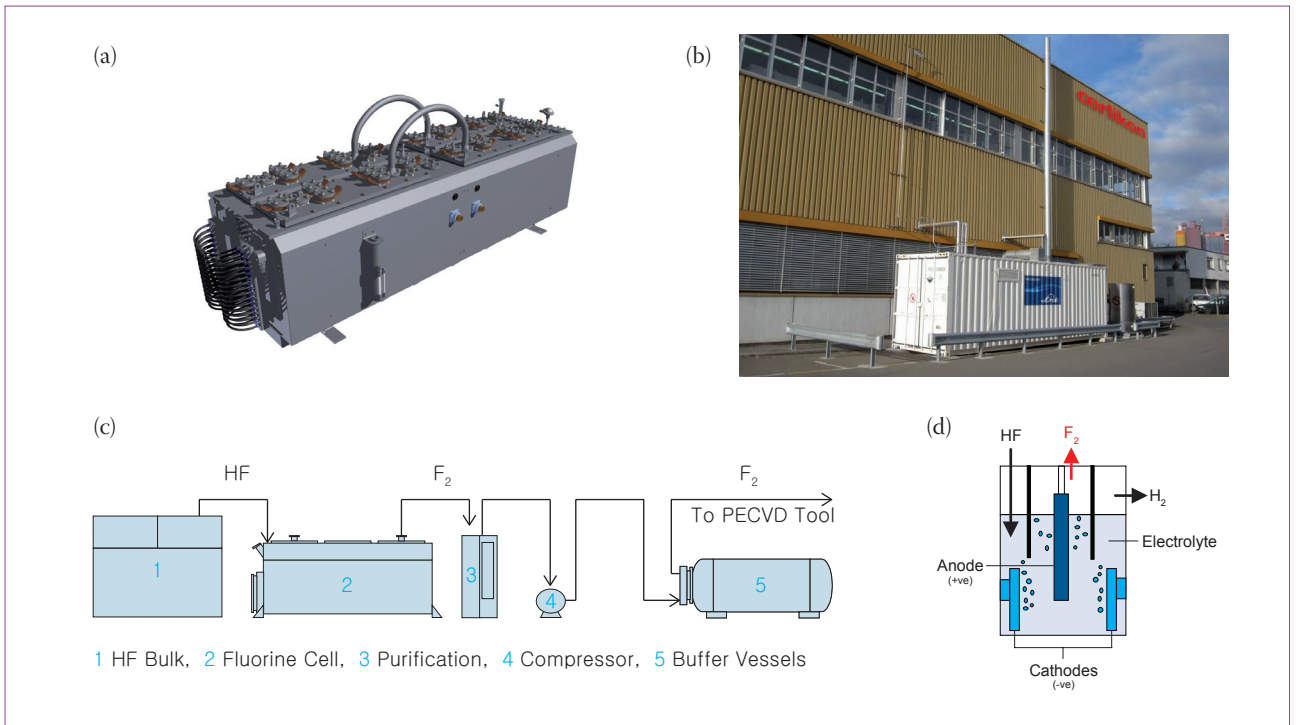 (a)
(b)
oerlikon
(c)
HF
F₂
F₂
To PECVD Tool
1
2
3
4
5
1 HF Bulk, 2 Fluorine Cell, 3 Purification, 4 Compressor, 5 Buffer Vessels
(d)
HF
F₂
H₂
Electrolyte
Anode
(+ve)
Cathodes
(-ve)